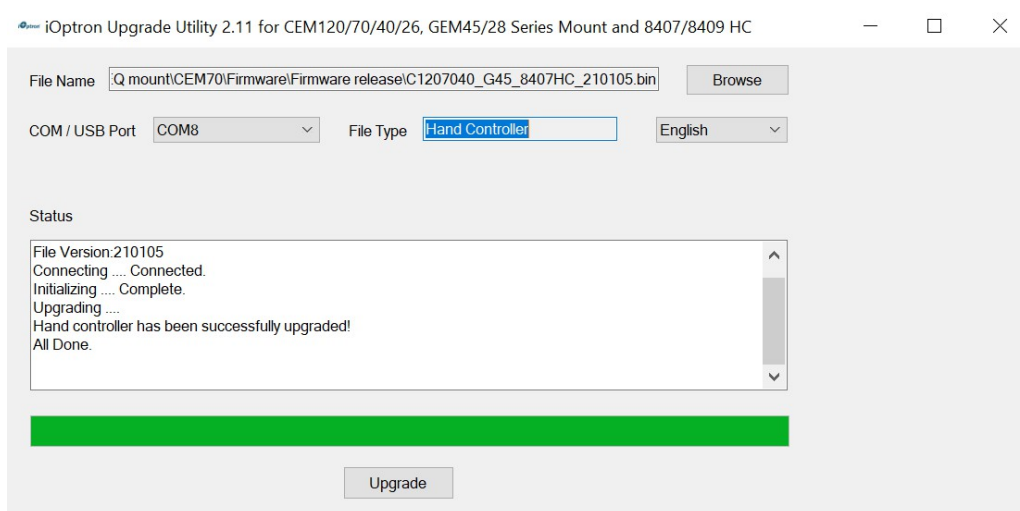 iOptron iOptron Upgrade Utility 2.11 for CEM120/70/40/26, GEM45/28 Series Mount and 8407/8409 HC
File Name :Q mount\CEM70\Firmware\Firmware release\C1207040_G45_8407HC_210105.bin Browse
COM / USB Port COM8 File Type Hand Controller English
Status
File Version:210105
Connecting .... Connected.
Initializing .... Complete.
Upgrading ....
Hand controller has been successfully upgraded!
All Done.
Upgrade